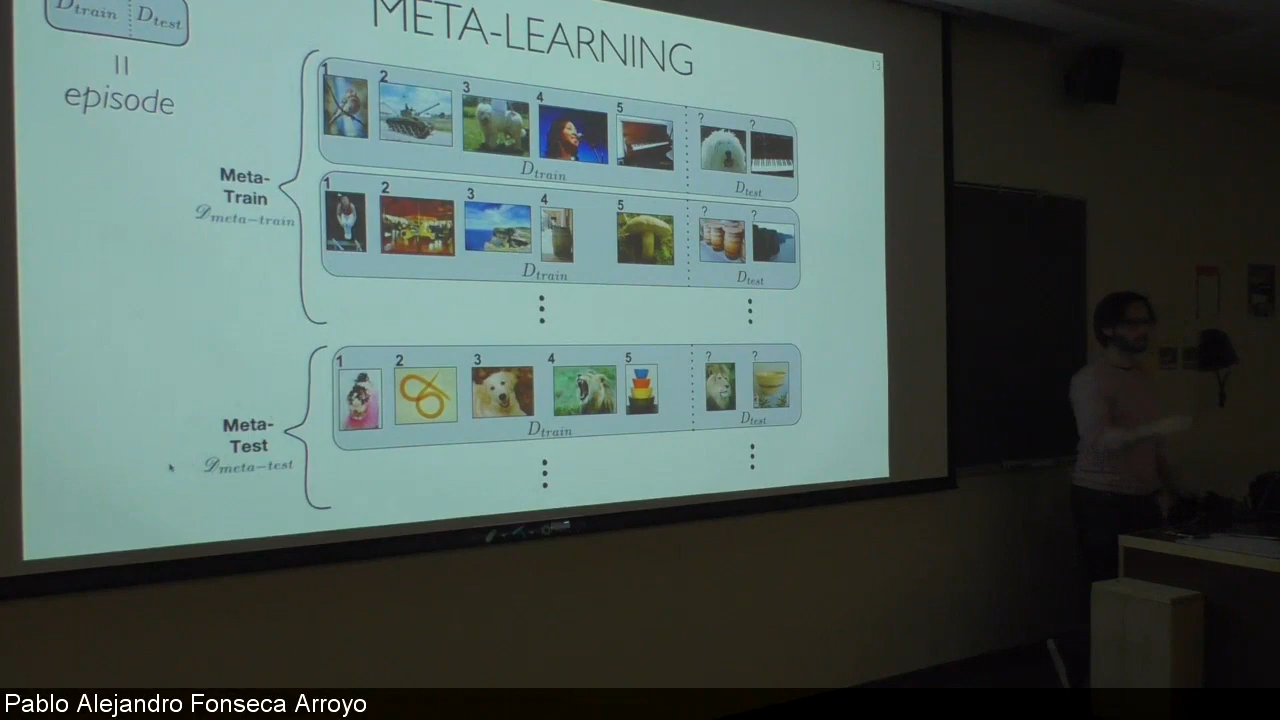 D_train D_test
META-LEARNING
13
=
episode
1 2 3 4 5 ? ?
D_train D_test
Meta-
Train
𝒟_meta−train
1 2 3 4 5 ? ?
D_train D_test
1 2 3 4 5 ? ?
D_train D_test
Meta-
Test
𝒟_meta−test
Pablo Alejandro Fonseca Arroyo